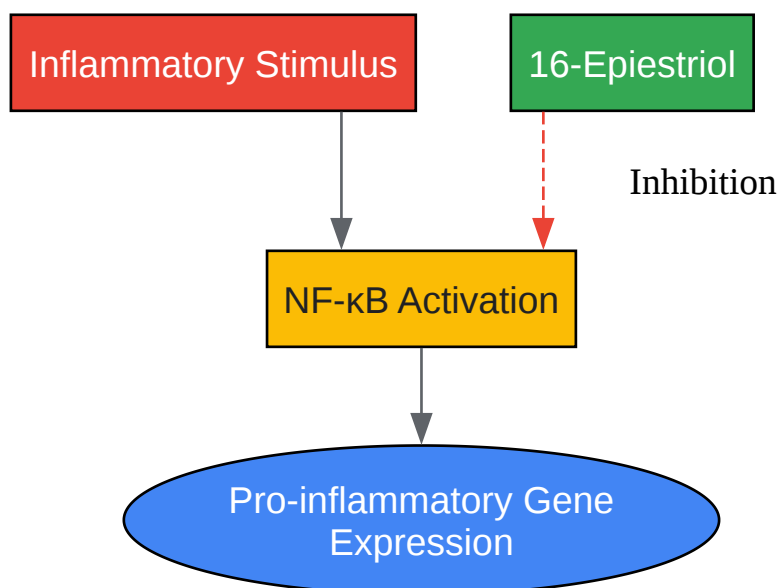 Inflammatory Stimulus
16-Epiestriol
Inhibition
NF-κB Activation
Pro-inflammatory Gene
Expression